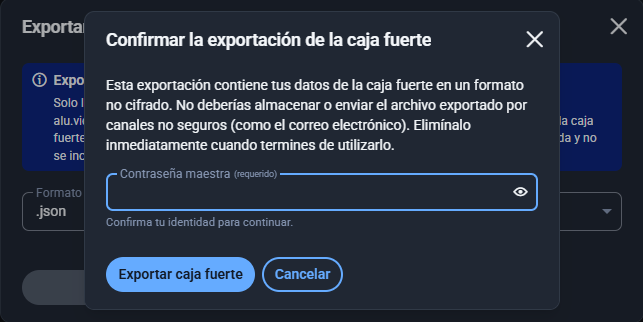 Exportar
Confirmar la exportación de la caja fuerte
Expo
Solo l
alu.vie
la caja
fuerte
da y no
se inc
Esta exportación contiene tus datos de la caja fuerte en un formato
no cifrado. No deberías almacenar o enviar el archivo exportado por
canales no seguros (como el correo electrónico). Elimínalo
inmediatamente cuando termines de utilizarlo.
Contraseña maestra (requerido)
Formato
.json
Confirma tu identidad para continuar.
Exportar caja fuerte
Cancelar